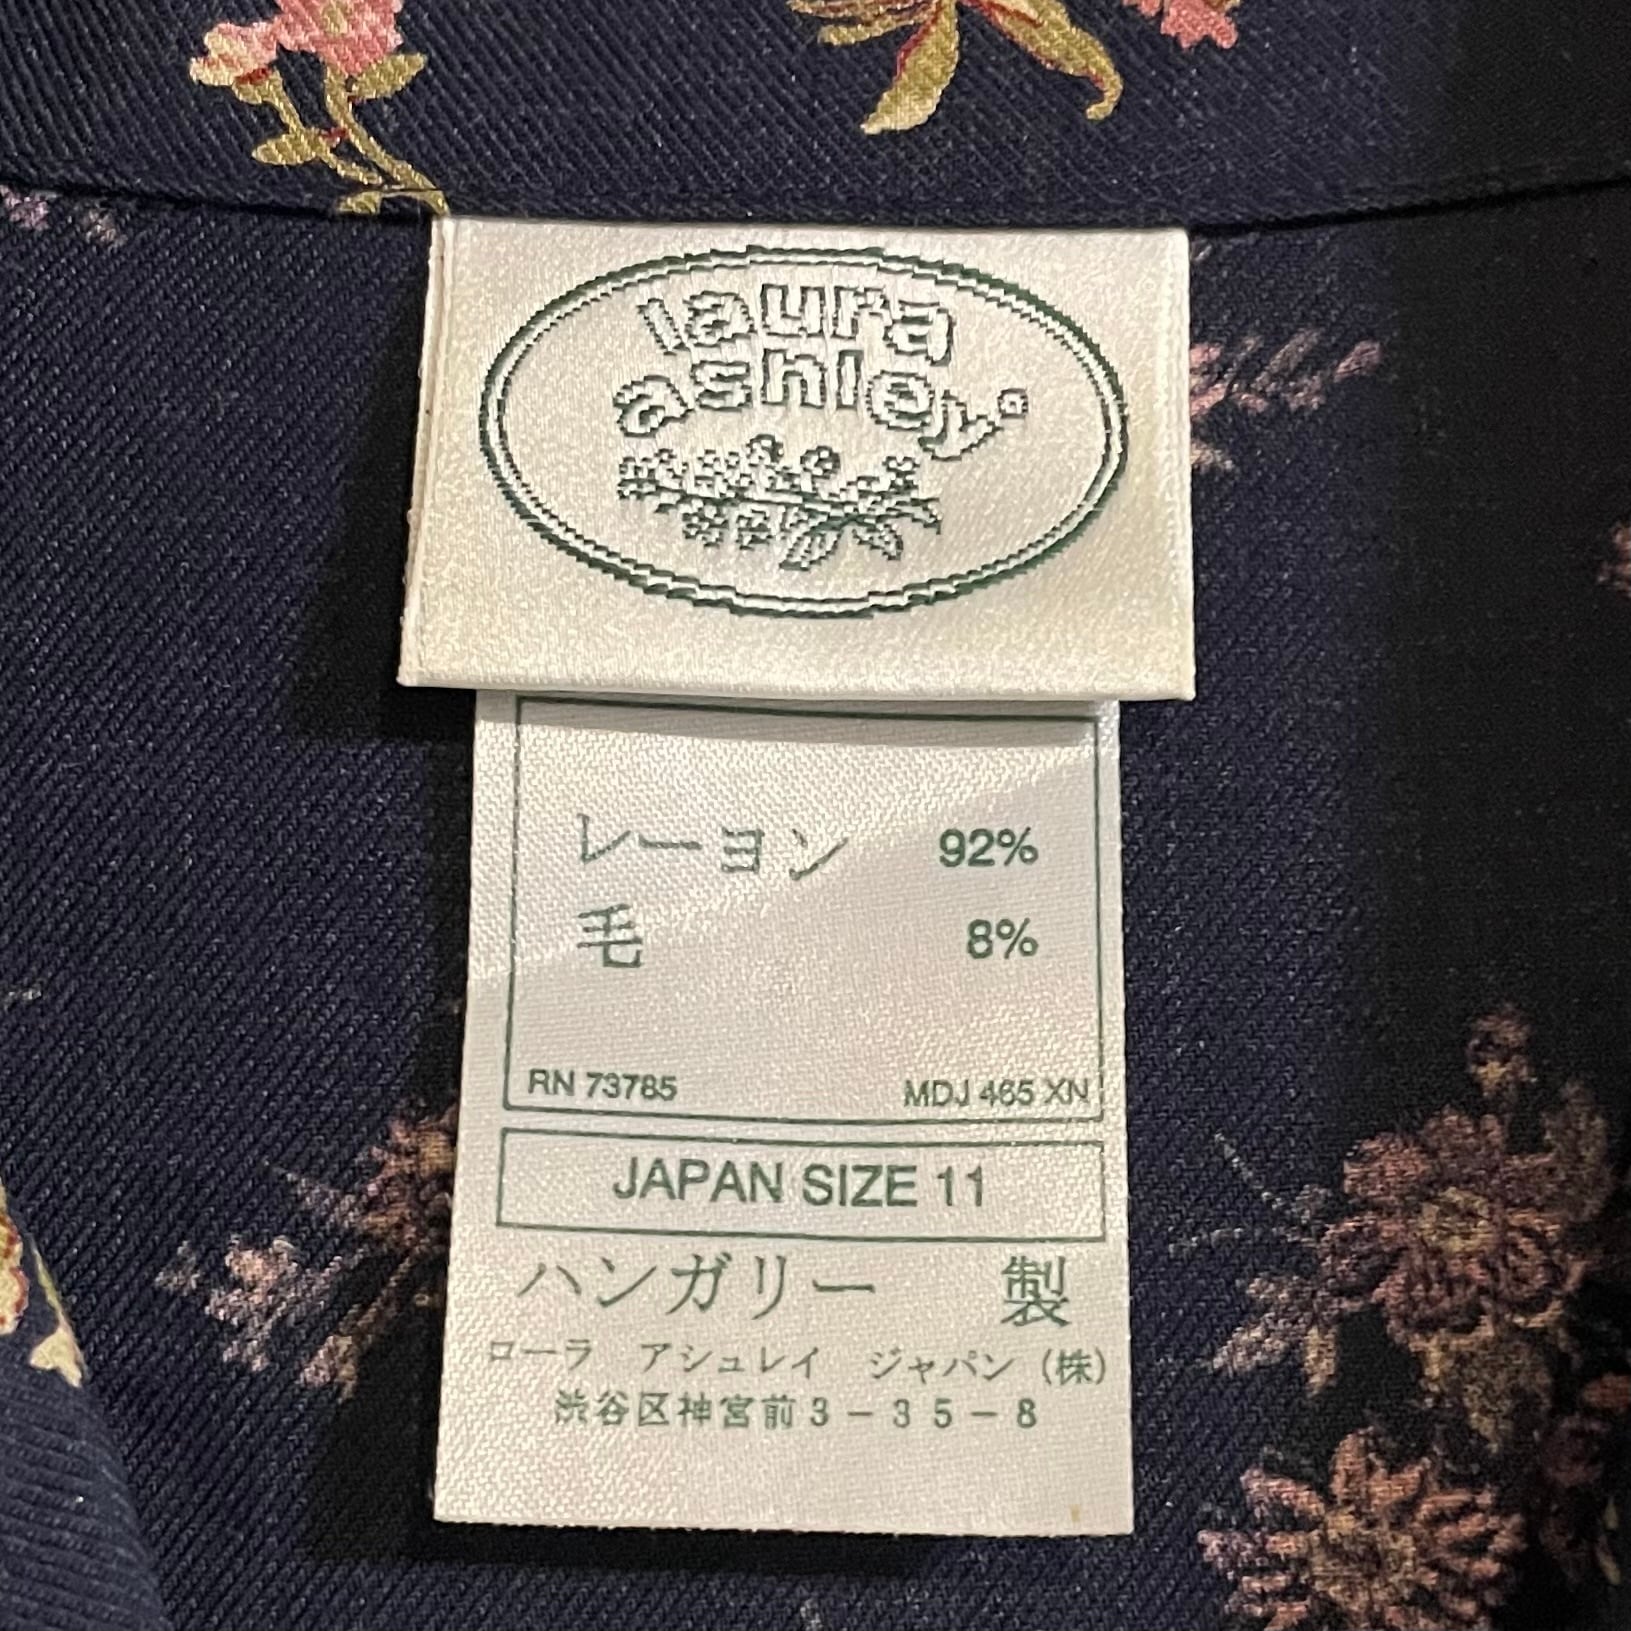 laura
ashley®
レーヨン 92%
毛 8%
RN 73785 MDJ 465 XN
JAPAN SIZE 11
ハンガリー 製
ローラ アシュレイ ジャパン (株)
渋谷区神宮前3-35-8